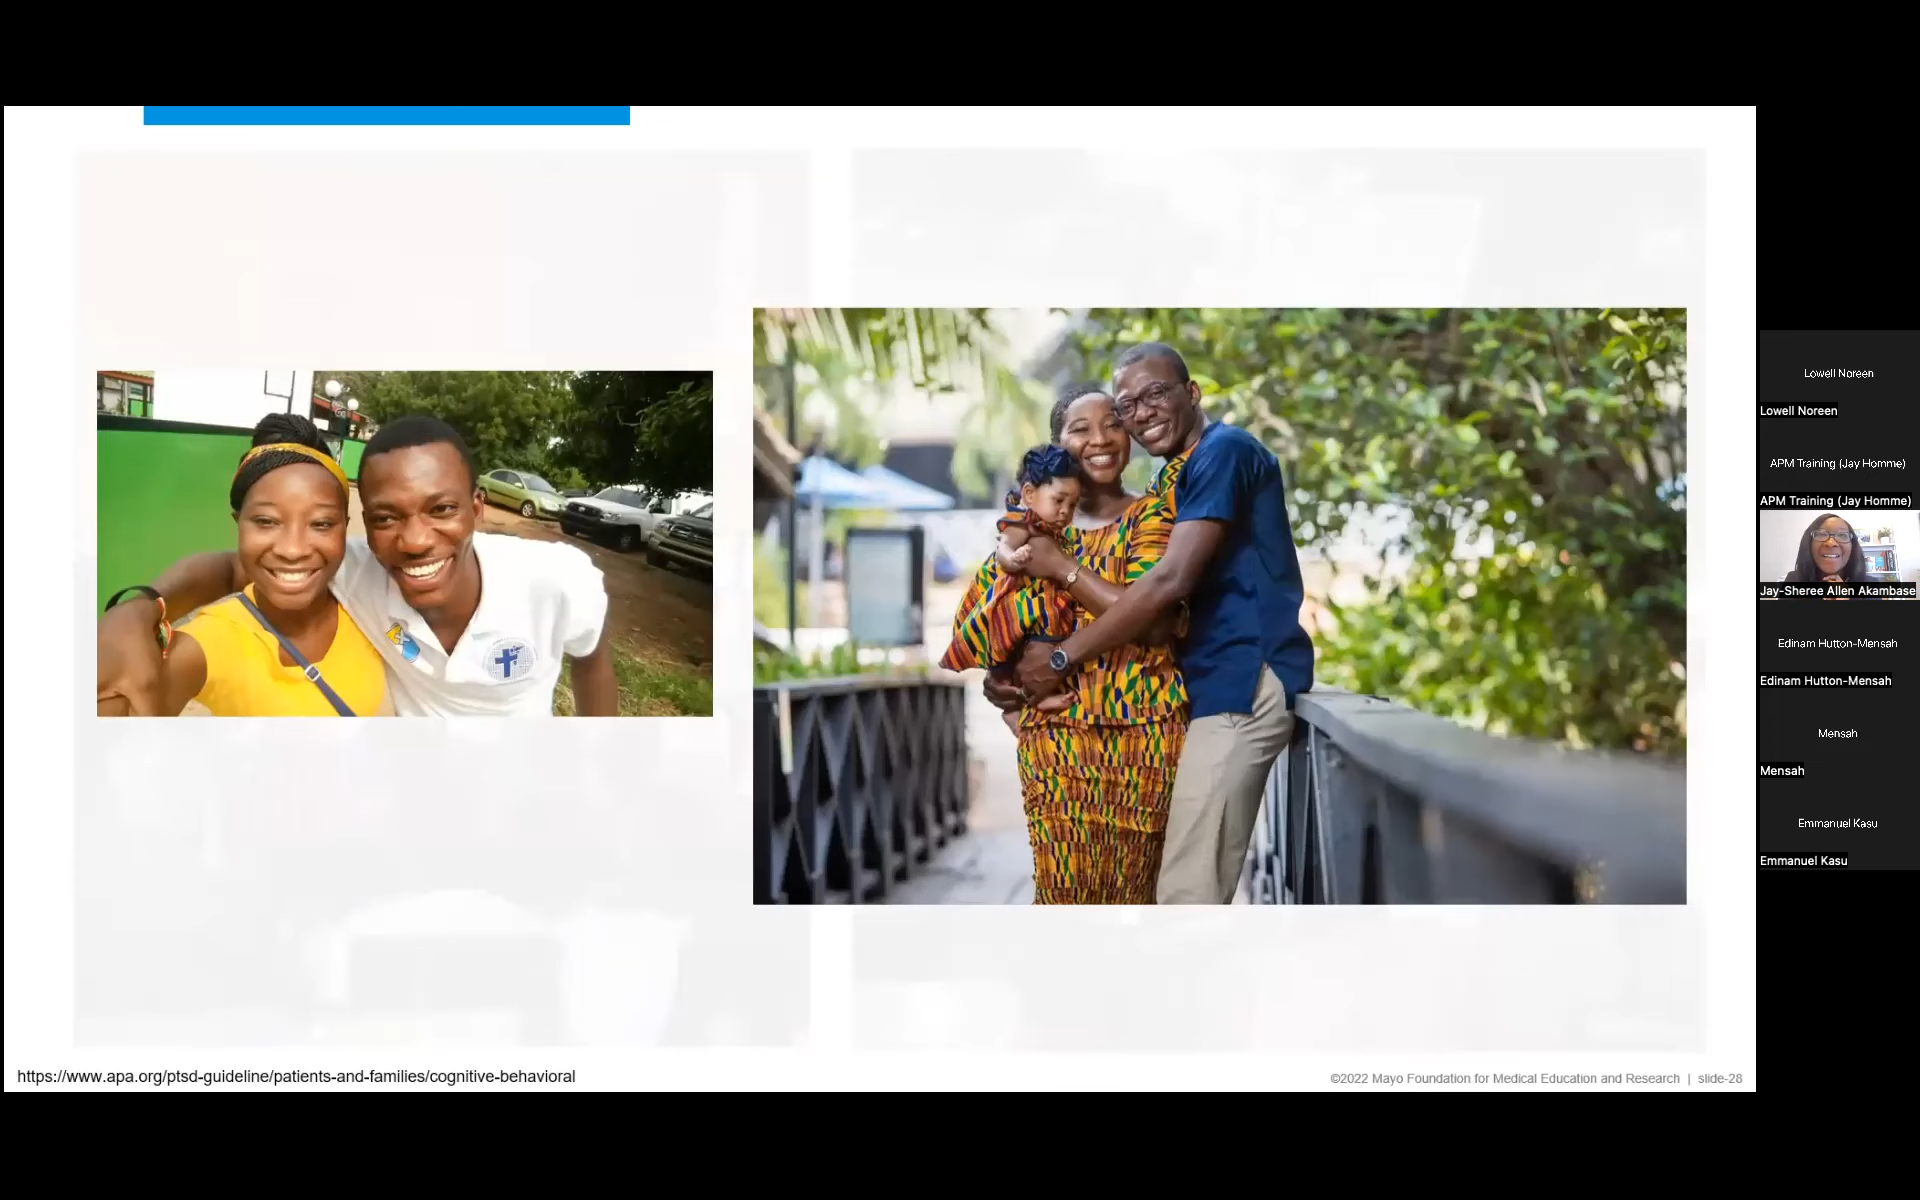 https://www.apa.org/ptsd-guideline/patients-and-families/cognitive-behavioral
©2022 Mayo Foundation for Medical Education and Research | slide-28
Lowell Noreen
Lowell Noreen
APM Training (Jay Homme)
APM Training (Jay Homme)
Jay-Sheree Allen Akambase
Edinam Hutton-Mensah
Edinam Hutton-Mensah
Mensah
Mensah
Emmanuel Kasu
Emmanuel Kasu